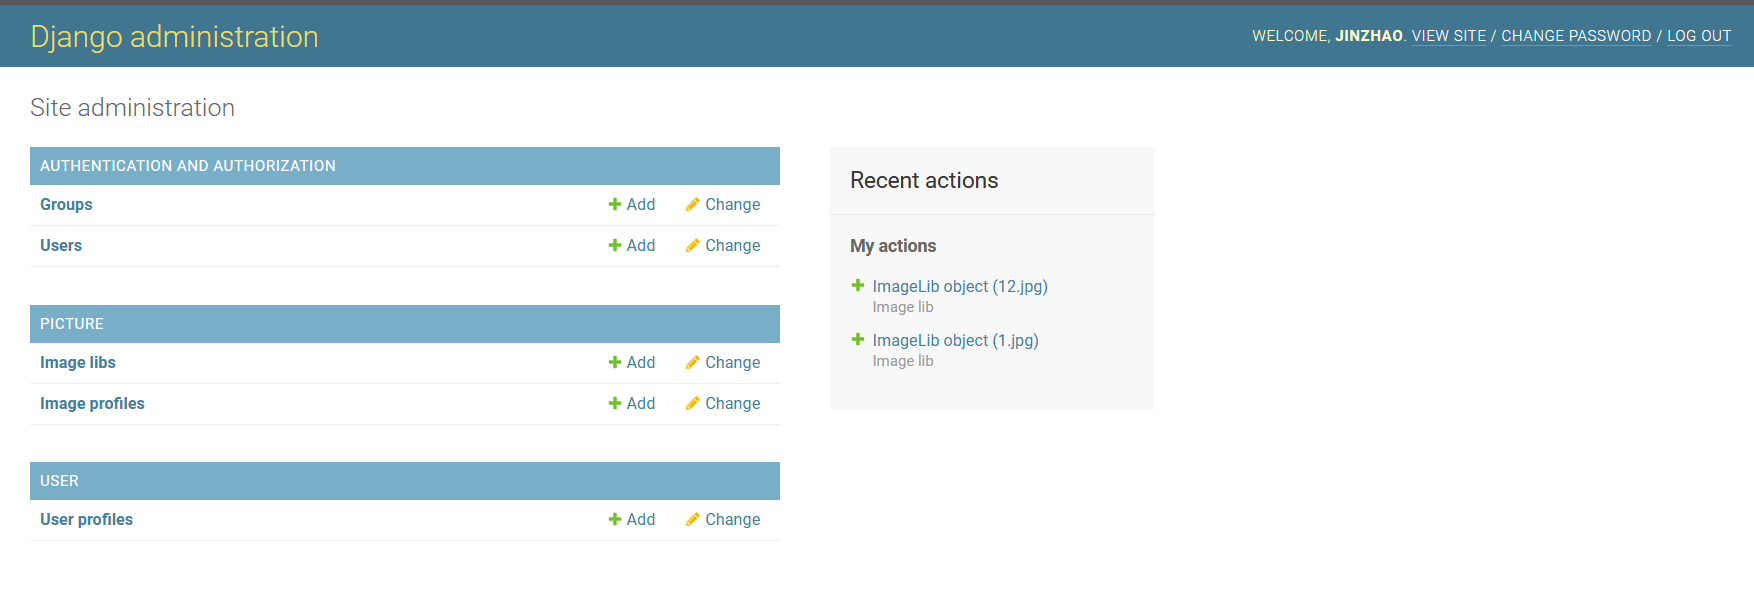 Django administration
WELCOME, JINZHAO. VIEW SITE / CHANGE PASSWORD / LOG OUT
Site administration
AUTHENTICATION AND AUTHORIZATION
Groups Add Change
Users Add Change
PICTURE
Image libs Add Change
Image profiles Add Change
USER
User profiles Add Change
Recent actions
My actions
ImageLib object (12.jpg)
Image lib
ImageLib object (1.jpg)
Image lib